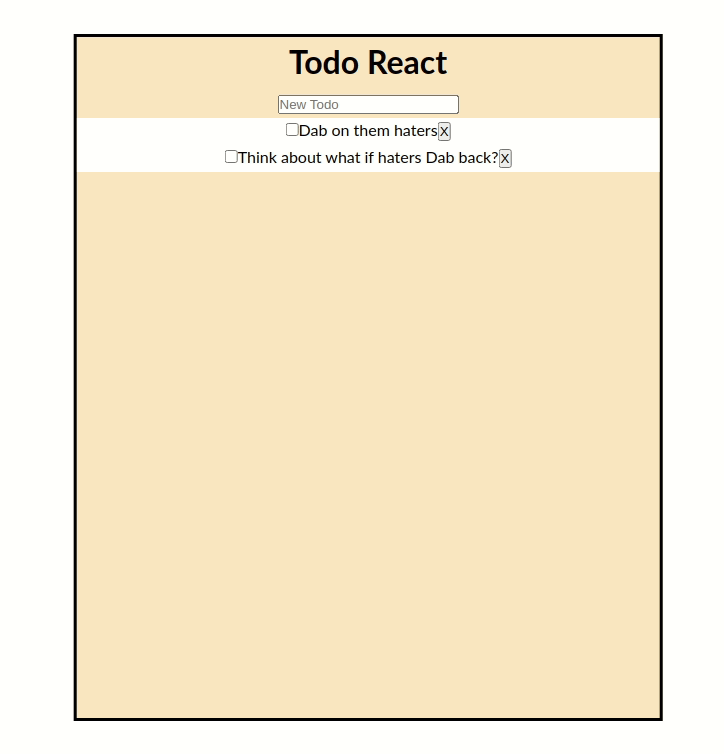 Todo React
New Todo
Dab on them haters X
Think about what if haters Dab back? X